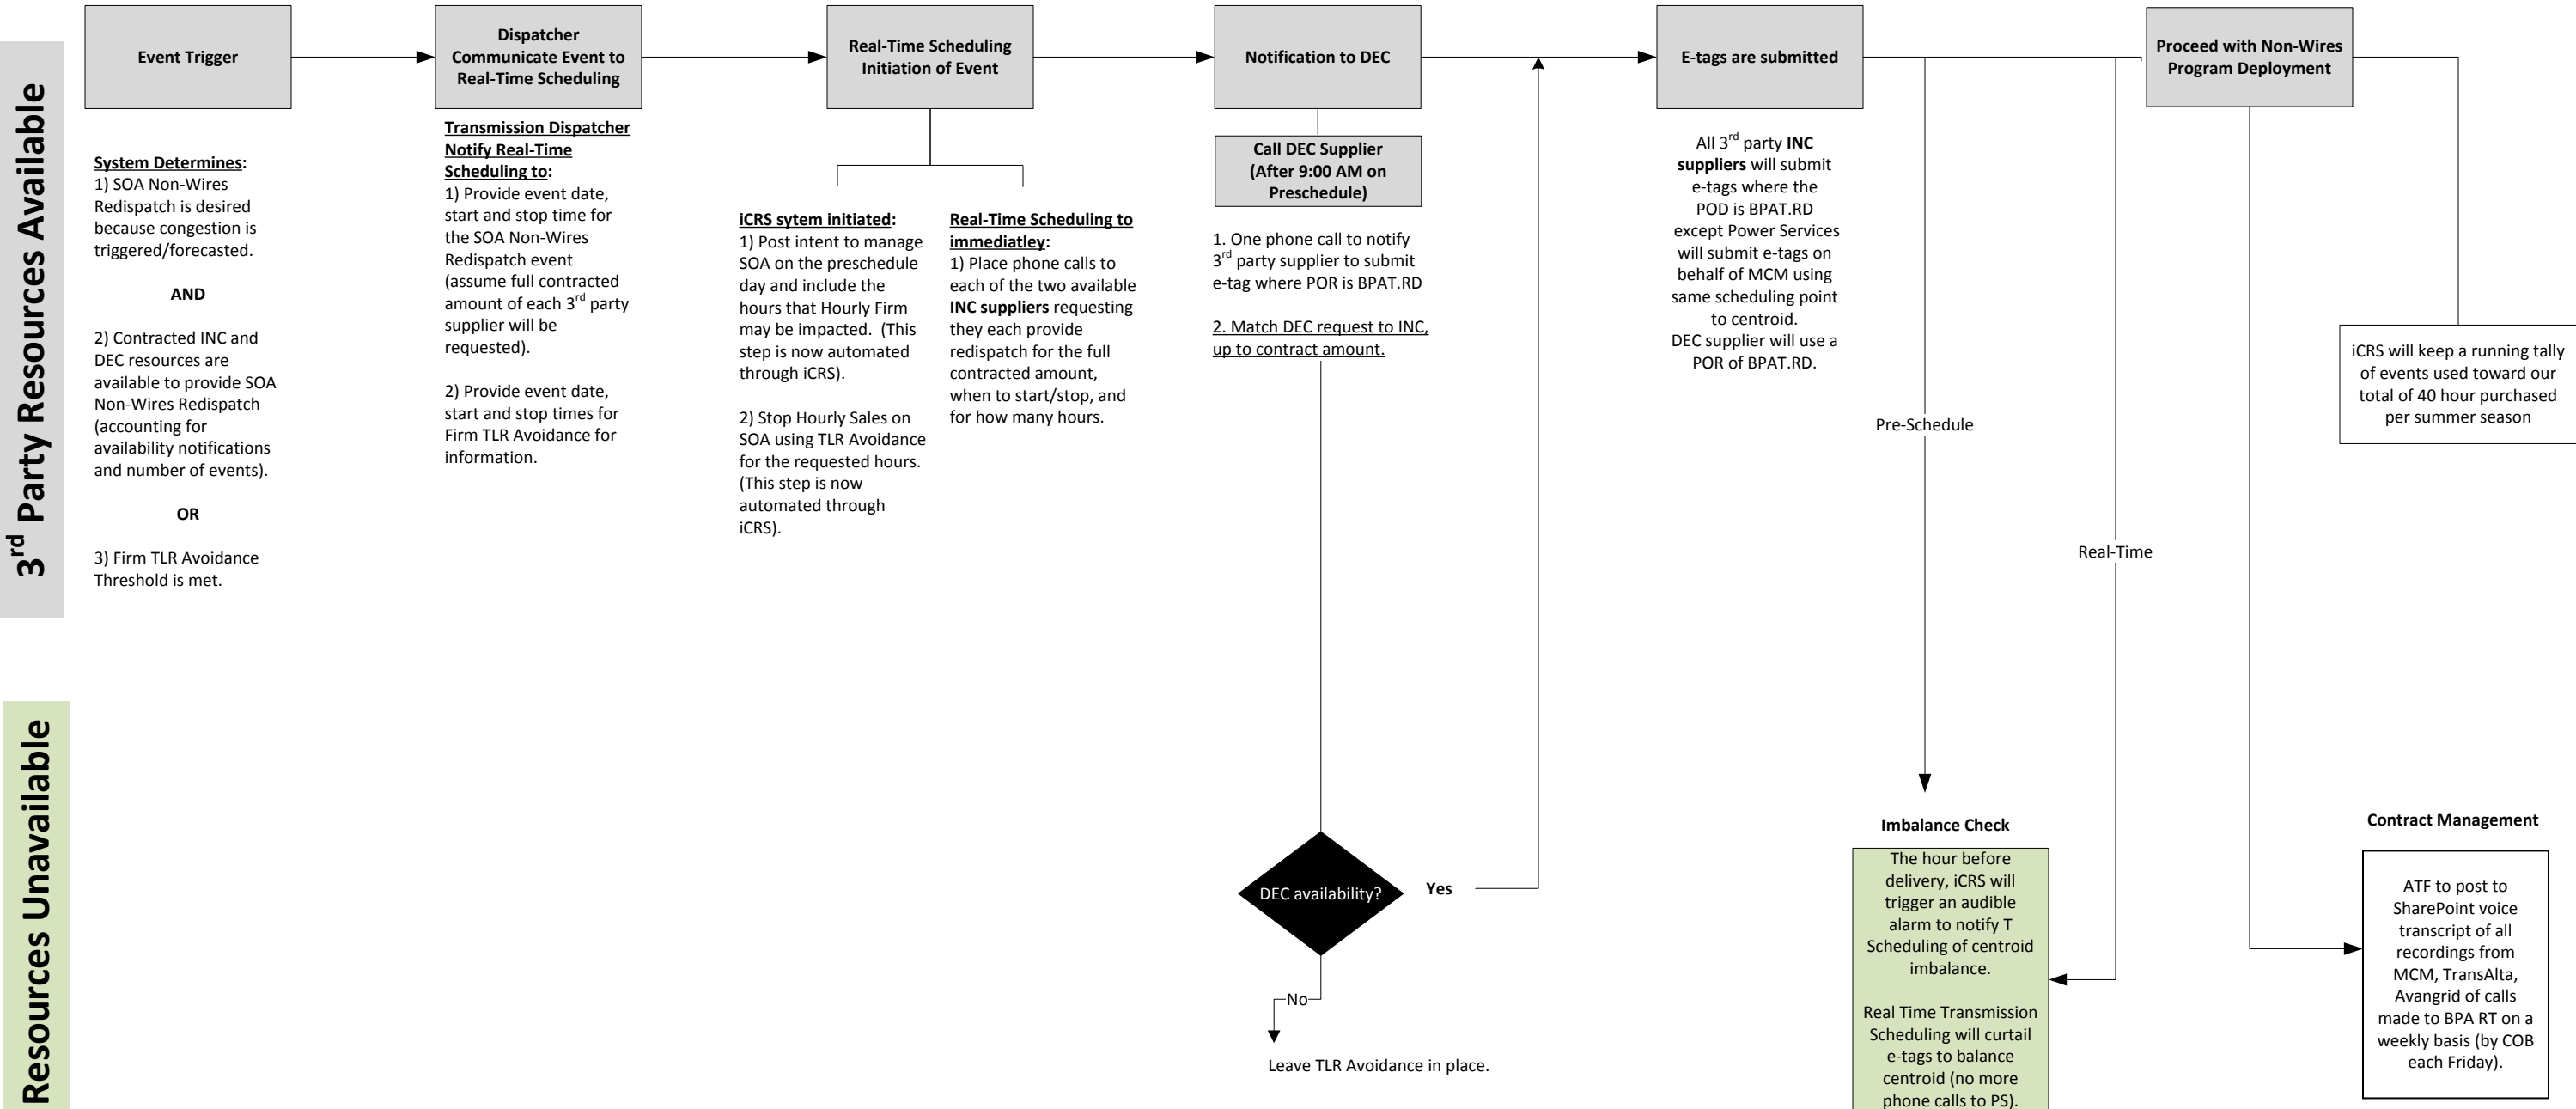 3rd Party Resources Available
Event Trigger
System Determines:
1) SOA Non-Wires
Redispatch is desired
because congestion is
triggered/forecasted.
AND
2) Contracted INC and
DEC resources are
available to provide SOA
Non-Wires Redispatch
(accounting for
availability notifications
and number of events).
OR
3) Firm TLR Avoidance
Threshold is met.
Dispatcher
Communicate Event to
Real-Time Scheduling
Transmission Dispatcher
Notify Real-Time
Scheduling to:
1) Provide event date,
start and stop time for
the SOA Non-Wires
Redispatch event
(assume full contracted
amount of each 3rd party
supplier will be
requested).
2) Provide event date,
start and stop times for
Firm TLR Avoidance for
information.
Real-Time Scheduling
Initiation of Event
iCRS sytem initiated:
1) Post intent to manage
SOA on the preschedule
day and include the
hours that Hourly Firm
may be impacted.  (This
step is now automated
through iCRS).
2) Stop Hourly Sales on
SOA using TLR Avoidance
for the requested hours.
(This step is now
automated through
iCRS).
Real-Time Scheduling to
immediatley:
1) Place phone calls to
each of the two available
INC suppliers requesting
they each provide
redispatch for the full
contracted amount,
when to start/stop, and
for how many hours.
Notification to DEC
Call DEC Supplier
(After 9:00 AM on
Preschedule)
1. One phone call to notify
3rd party supplier to submit
e-tag where POR is BPAT.RD
2. Match DEC request to INC,
up to contract amount.
E-tags are submitted
All 3rd party INC
suppliers will submit
e-tags where the
POD is BPAT.RD
except Power Services
will submit e-tags on
behalf of MCM using
same scheduling point
to centroid.
DEC supplier will use a
POR of BPAT.RD.
Pre-Schedule
Real-Time
Proceed with Non-Wires
Program Deployment
iCRS will keep a running tally
of events used toward our
total of 40 hour purchased
per summer season
Resources Unavailable
DEC availability?
Yes
No
Leave TLR Avoidance in place.
Imbalance Check
The hour before
delivery, iCRS will
trigger an audible
alarm to notify T
Scheduling of centroid
imbalance.
Real Time Transmission
Scheduling will curtail
e-tags to balance
centroid (no more
phone calls to PS).
Contract Management
ATF to post to
SharePoint voice
transcript of all
recordings from
MCM, TransAlta,
Avangrid of calls
made to BPA RT on a
weekly basis (by COB
each Friday).